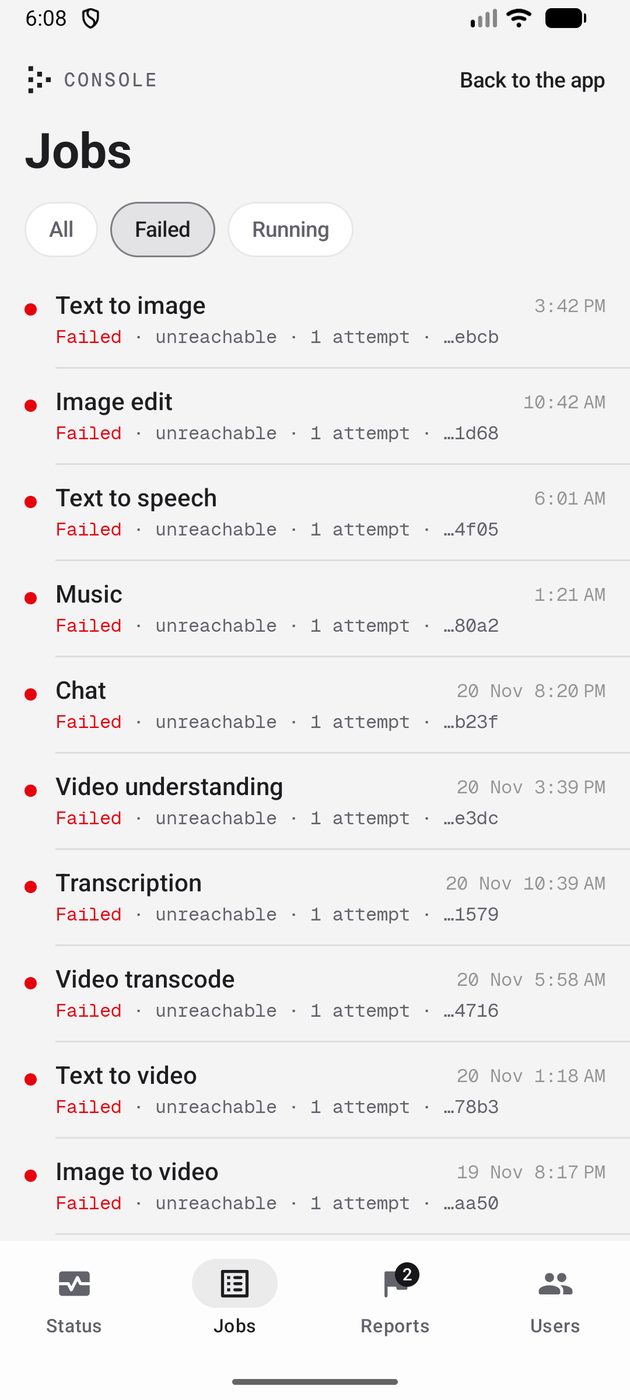 6:08
CONSOLE
Back to the app
Jobs
All
Failed
Running
Text to image
3:42 PM
Failed · unreachable · 1 attempt · …ebcb
Image edit
10:42 AM
Failed · unreachable · 1 attempt · …1d68
Text to speech
6:01 AM
Failed · unreachable · 1 attempt · …4f05
Music
1:21 AM
Failed · unreachable · 1 attempt · …80a2
Chat
20 Nov 8:20 PM
Failed · unreachable · 1 attempt · …b23f
Video understanding
20 Nov 3:39 PM
Failed · unreachable · 1 attempt · …e3dc
Transcription
20 Nov 10:39 AM
Failed · unreachable · 1 attempt · …1579
Video transcode
20 Nov 5:58 AM
Failed · unreachable · 1 attempt · …4716
Text to video
20 Nov 1:18 AM
Failed · unreachable · 1 attempt · …78b3
Image to video
19 Nov 8:17 PM
Failed · unreachable · 1 attempt · …aa50
2
Status
Jobs
Reports
Users